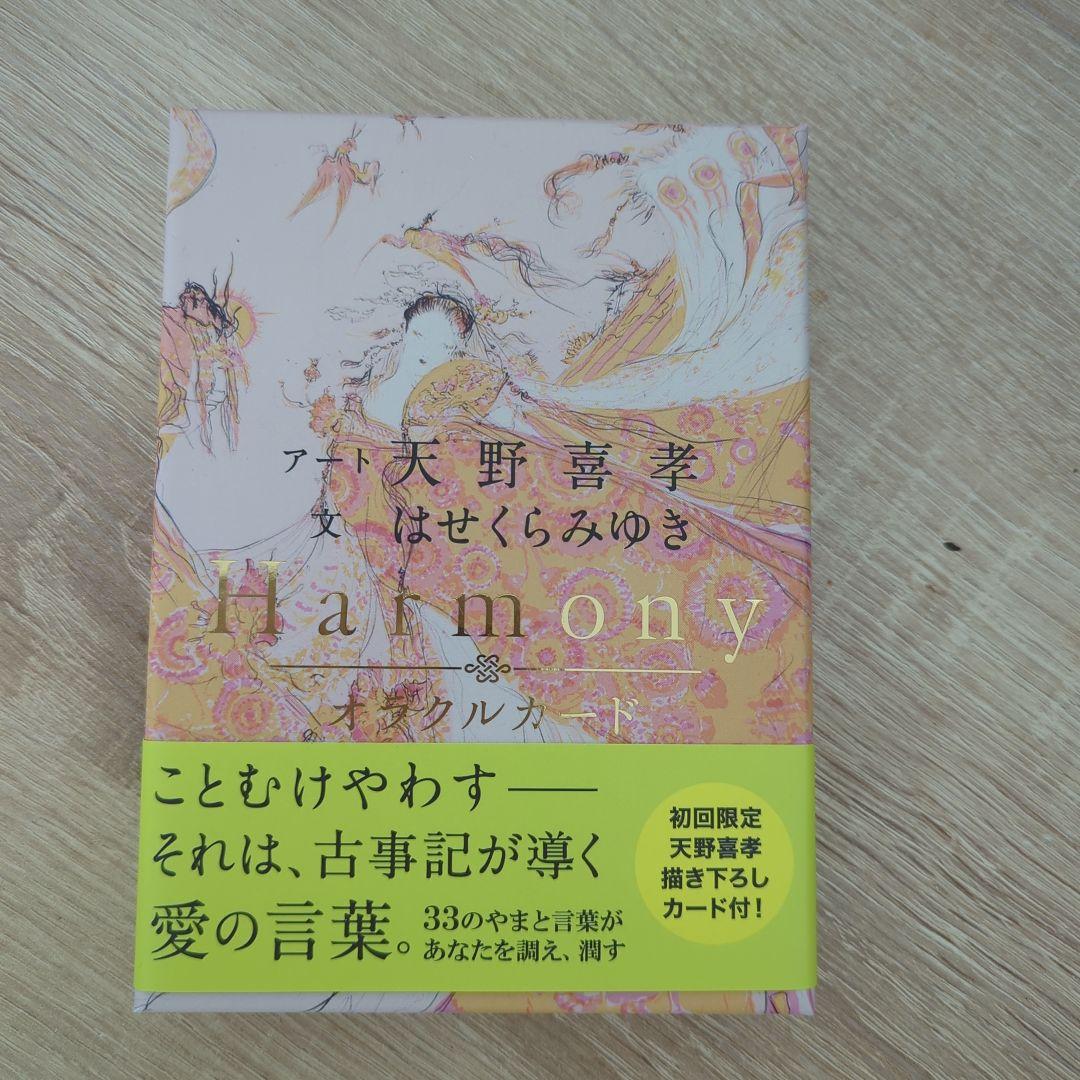 アート 天野喜孝
文 はせくらみゆき
Harmony
オラクルカード
ことむけやわす――
それは、古事記が導く
愛の言葉。
33のやまと言葉が
あなたを調え、潤す
初回限定
天野喜孝
描き下ろし
カード付!